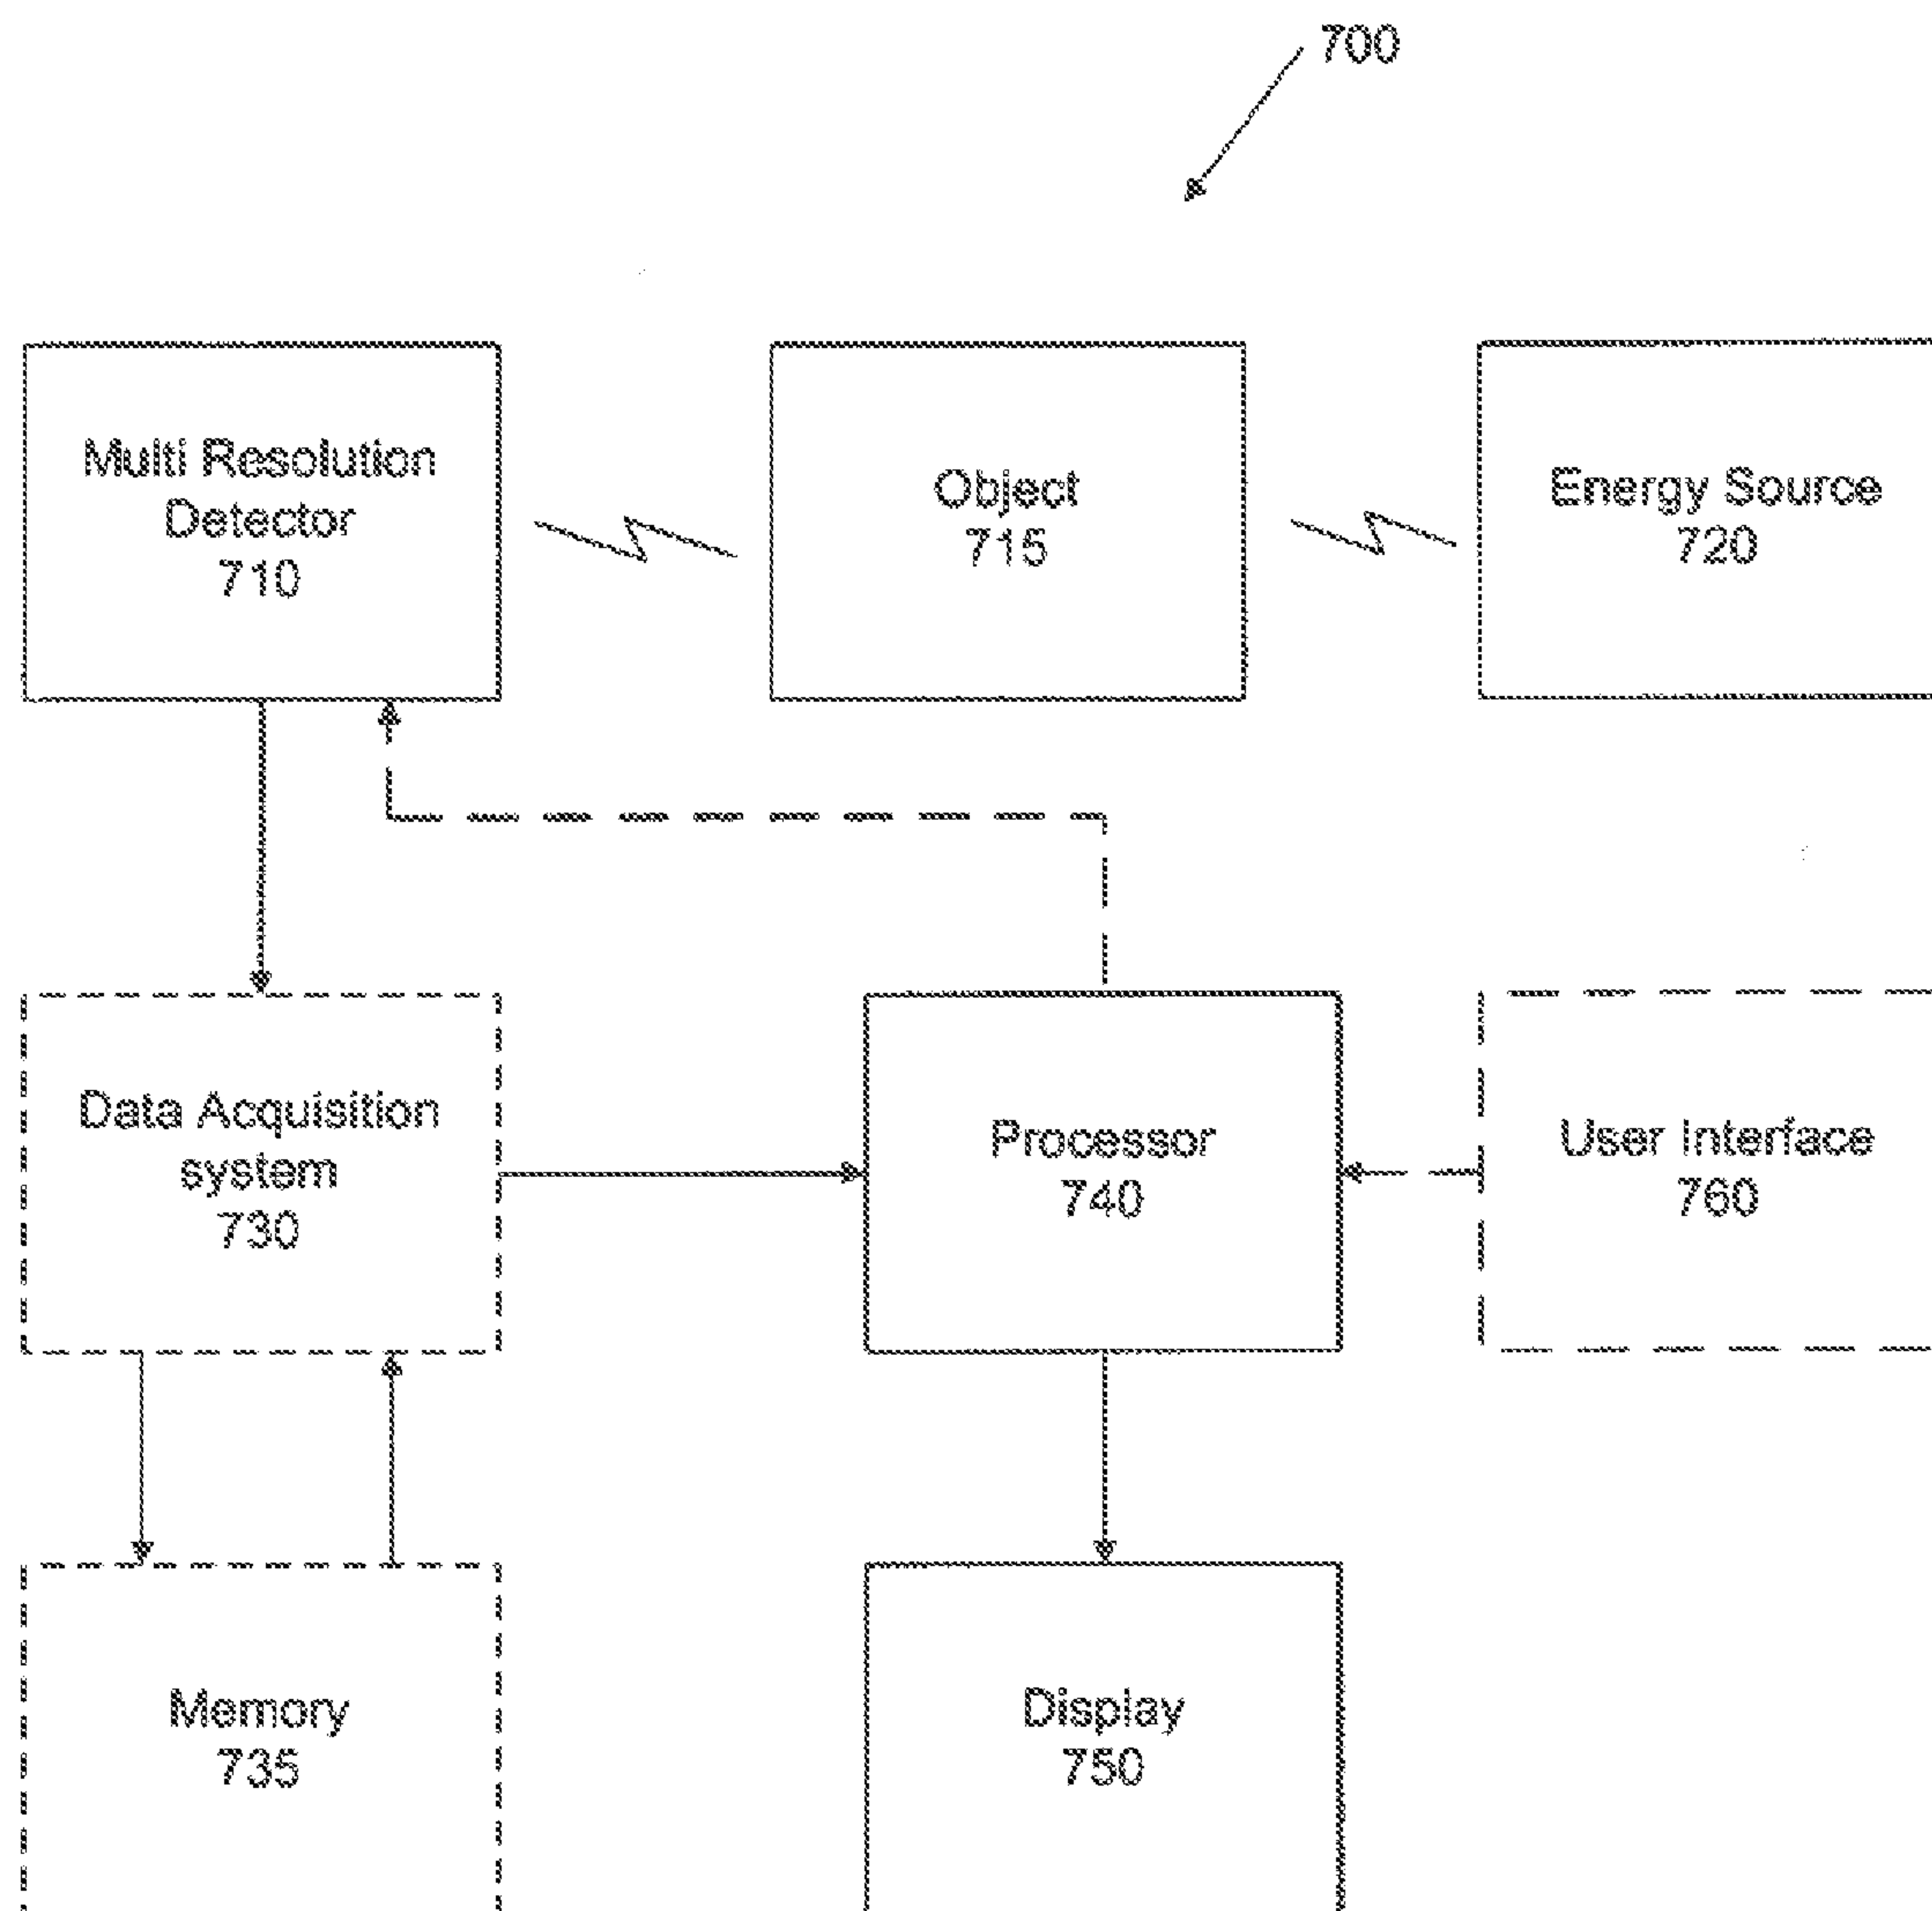 700
Multi Resolution
Detector
710
Object
715
Energy Source
720
Data Acquisition
system
730
Processor
740
User Interface
760
Memory
735
Display
750